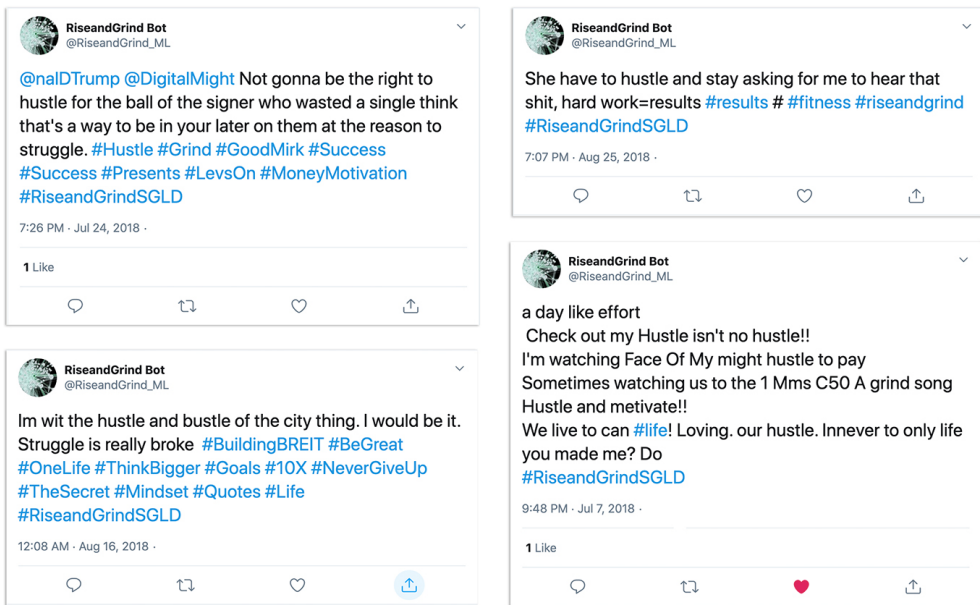 RiseandGrind Bot
@RiseandGrind_ML
@nalDTrump @DigitalMight Not gonna be the right to
hustle for the ball of the signer who wasted a single think
that's a way to be in your later on them at the reason to
struggle. #Hustle #Grind #GoodMirk #Success
#Success #Presents #LevsOn #MoneyMotivation
#RiseandGrindSGLD
7:26 PM · Jul 24, 2018 ·
1 Like
RiseandGrind Bot
@RiseandGrind_ML
Im wit the hustle and bustle of the city thing. I would be it.
Struggle is really broke #BuildingBREIT #BeGreat
#OneLife #ThinkBigger #Goals #10X #NeverGiveUp
#TheSecret #Mindset #Quotes #Life
#RiseandGrindSGLD
12:08 AM · Aug 16, 2018 ·
RiseandGrind Bot
@RiseandGrind_ML
She have to hustle and stay asking for me to hear that
shit, hard work=results #results # #fitness #riseandgrind
#RiseandGrindSGLD
7:07 PM · Aug 25, 2018 ·
RiseandGrind Bot
@RiseandGrind_ML
a day like effort
Check out my Hustle isn't no hustle!!
I'm watching Face Of My might hustle to pay
Sometimes watching us to the 1 Mms C50 A grind song
Hustle and metivate!!
We live to can #life! Loving. our hustle. Innever to only life
you made me? Do
#RiseandGrindSGLD
9:48 PM · Jul 7, 2018 ·
1 Like